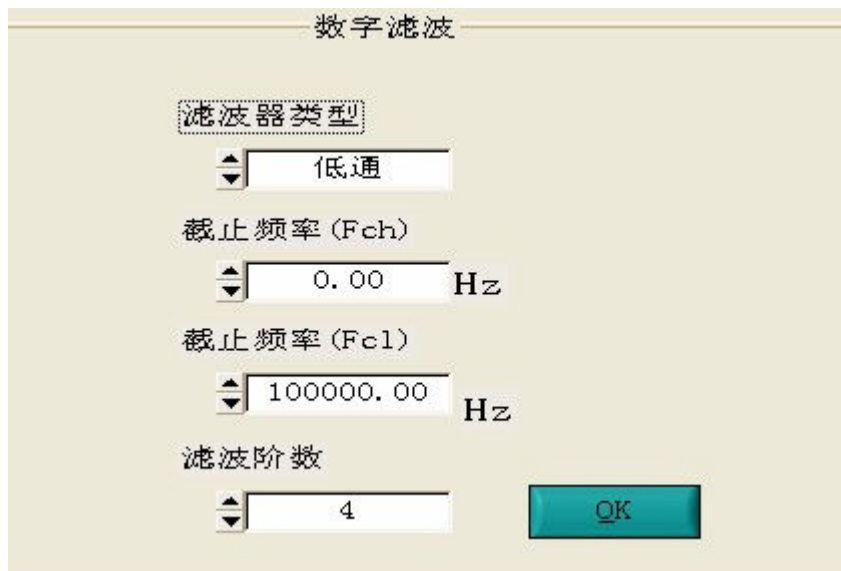 数字滤波
滤波器类型
低通
截止频率(Fch)
0.00 Hz
截止频率(Fcl)
100000.00 Hz
滤波阶数
4
OK